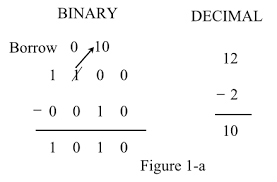 BINARY DECIMAL
Borrow 0 10
1 1 0 0 12
− 0 0 1 0 − 2
1 0 1 0 10
Figure 1-a